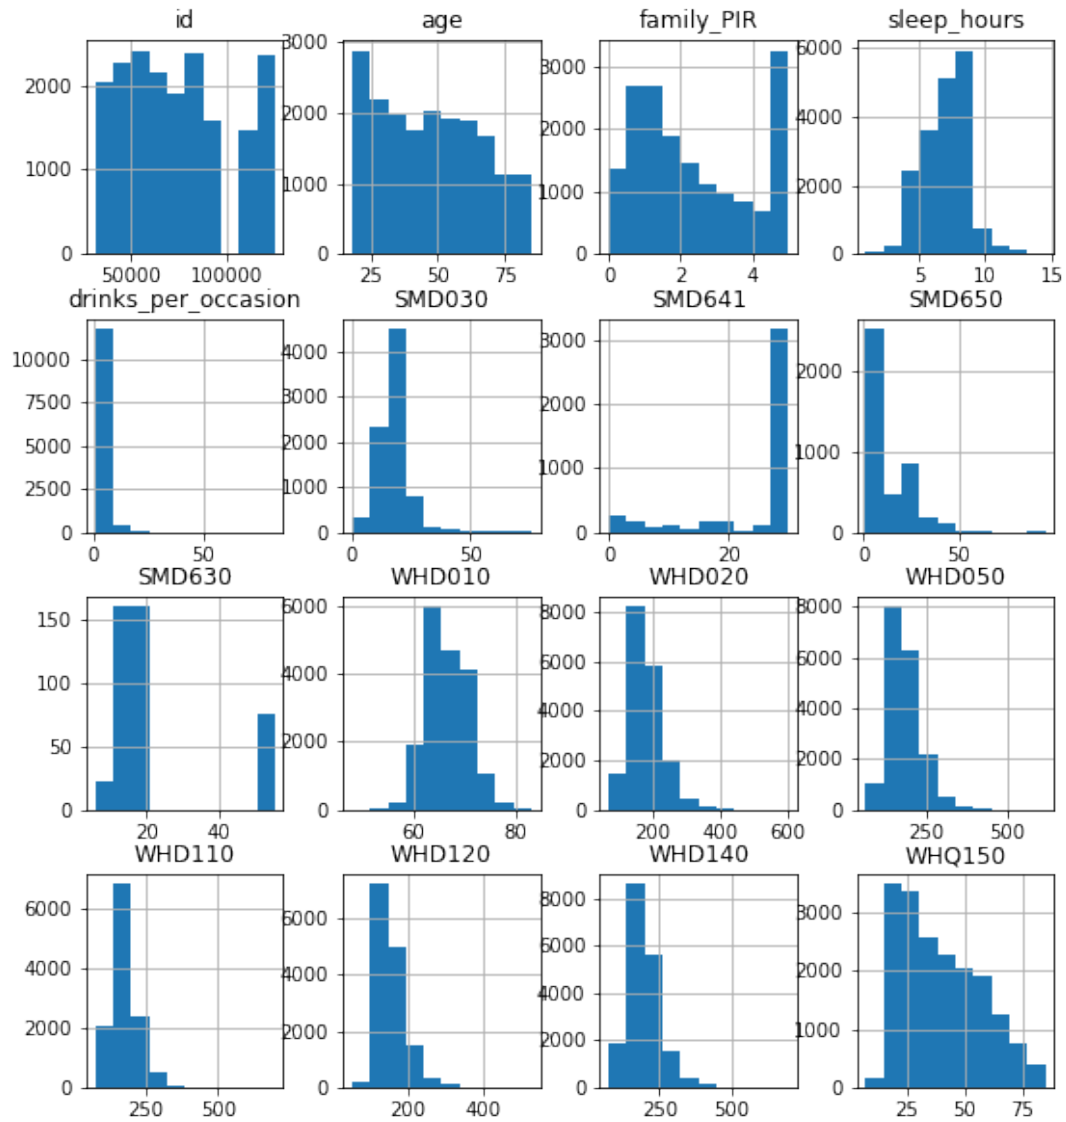 id age family_PIR sleep_hours
2000 1000 0 50000 100000
3000 2000 1000 0 25 50 75
3000 2000 1000 0 0 2 4
6000 4000 2000 0 5 10 15
drinks_per_occasion SMD030 SMD641 SMD650
10000 7500 5000 2500 0 0 50
4000 3000 2000 1000 0 0 50
3000 2000 1000 0 0 20
2000 1000 0 0 50
SMD630 WHD010 WHD020 WHD050
150 100 50 0 20 40
6000 4000 2000 0 60 80
8000 6000 4000 2000 0 200 400 600
8000 6000 4000 2000 0 250 500
WHD110 WHD120 WHD140 WHQ150
6000 4000 2000 0 250 500
6000 4000 2000 0 200 400
8000 6000 4000 2000 0 250 500
3000 2000 1000 0 25 50 75